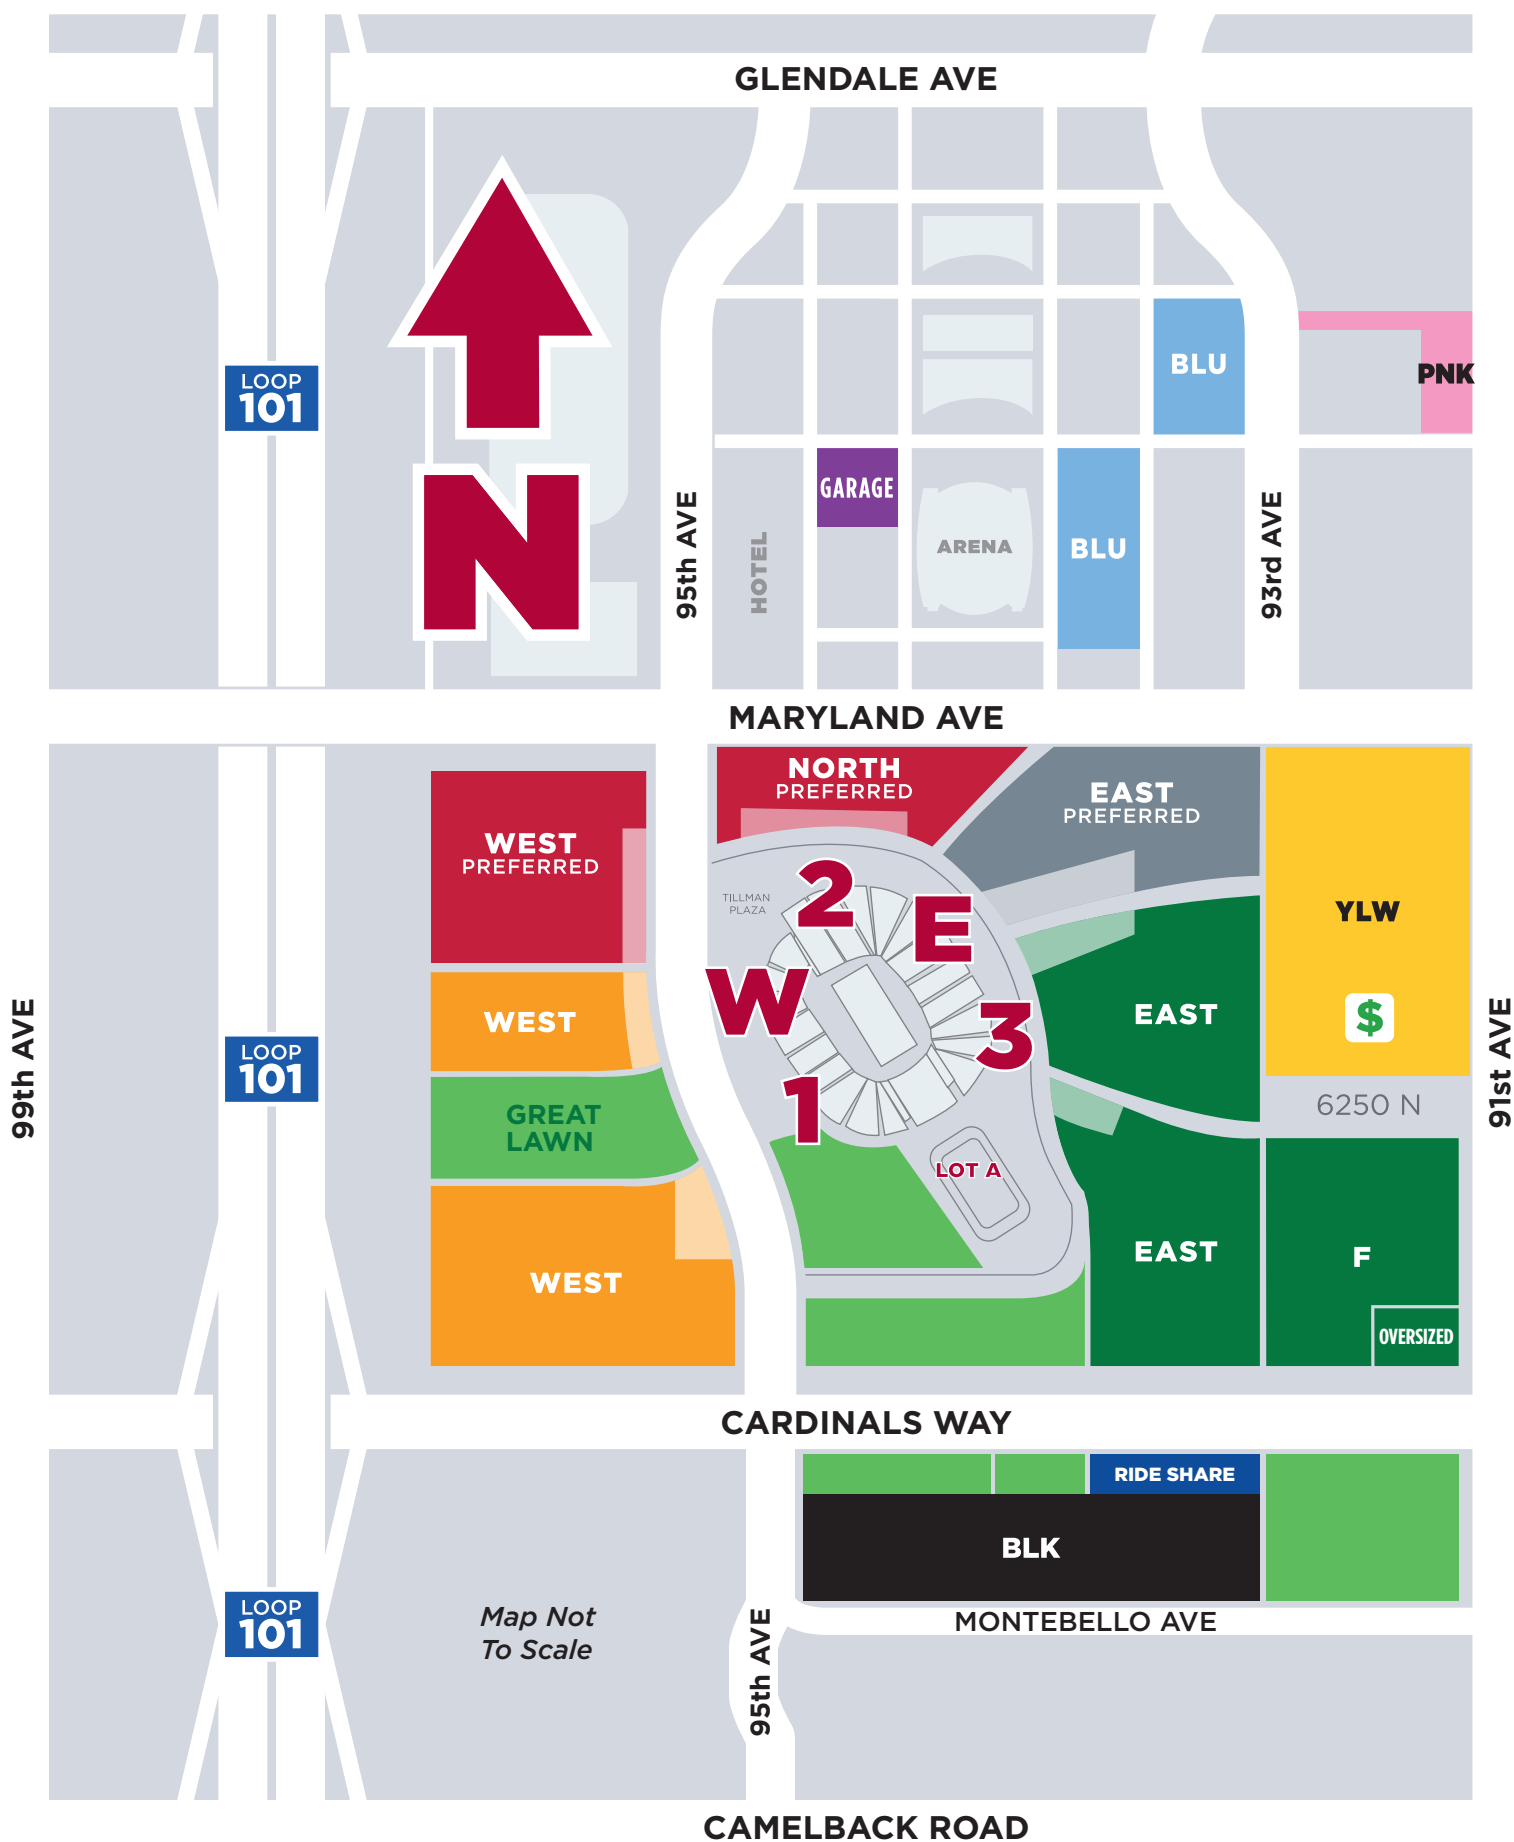 GLENDALE AVE
LOOP
101
N
BLU
PNK
GARAGE
95th AVE
HOTEL
ARENA
BLU
93rd AVE
MARYLAND AVE
NORTH
PREFERRED
EAST
PREFERRED
WEST
PREFERRED
TILLMAN
PLAZA
2
E
YLW
W
3
1
WEST
EAST
$
99th AVE
LOOP
101
91st AVE
6250 N
GREAT
LAWN
LOT A
WEST
EAST
F
OVERSIZED
CARDINALS WAY
RIDE SHARE
BLK
LOOP
101
Map Not
To Scale
95th AVE
MONTEBELLO AVE
CAMELBACK ROAD